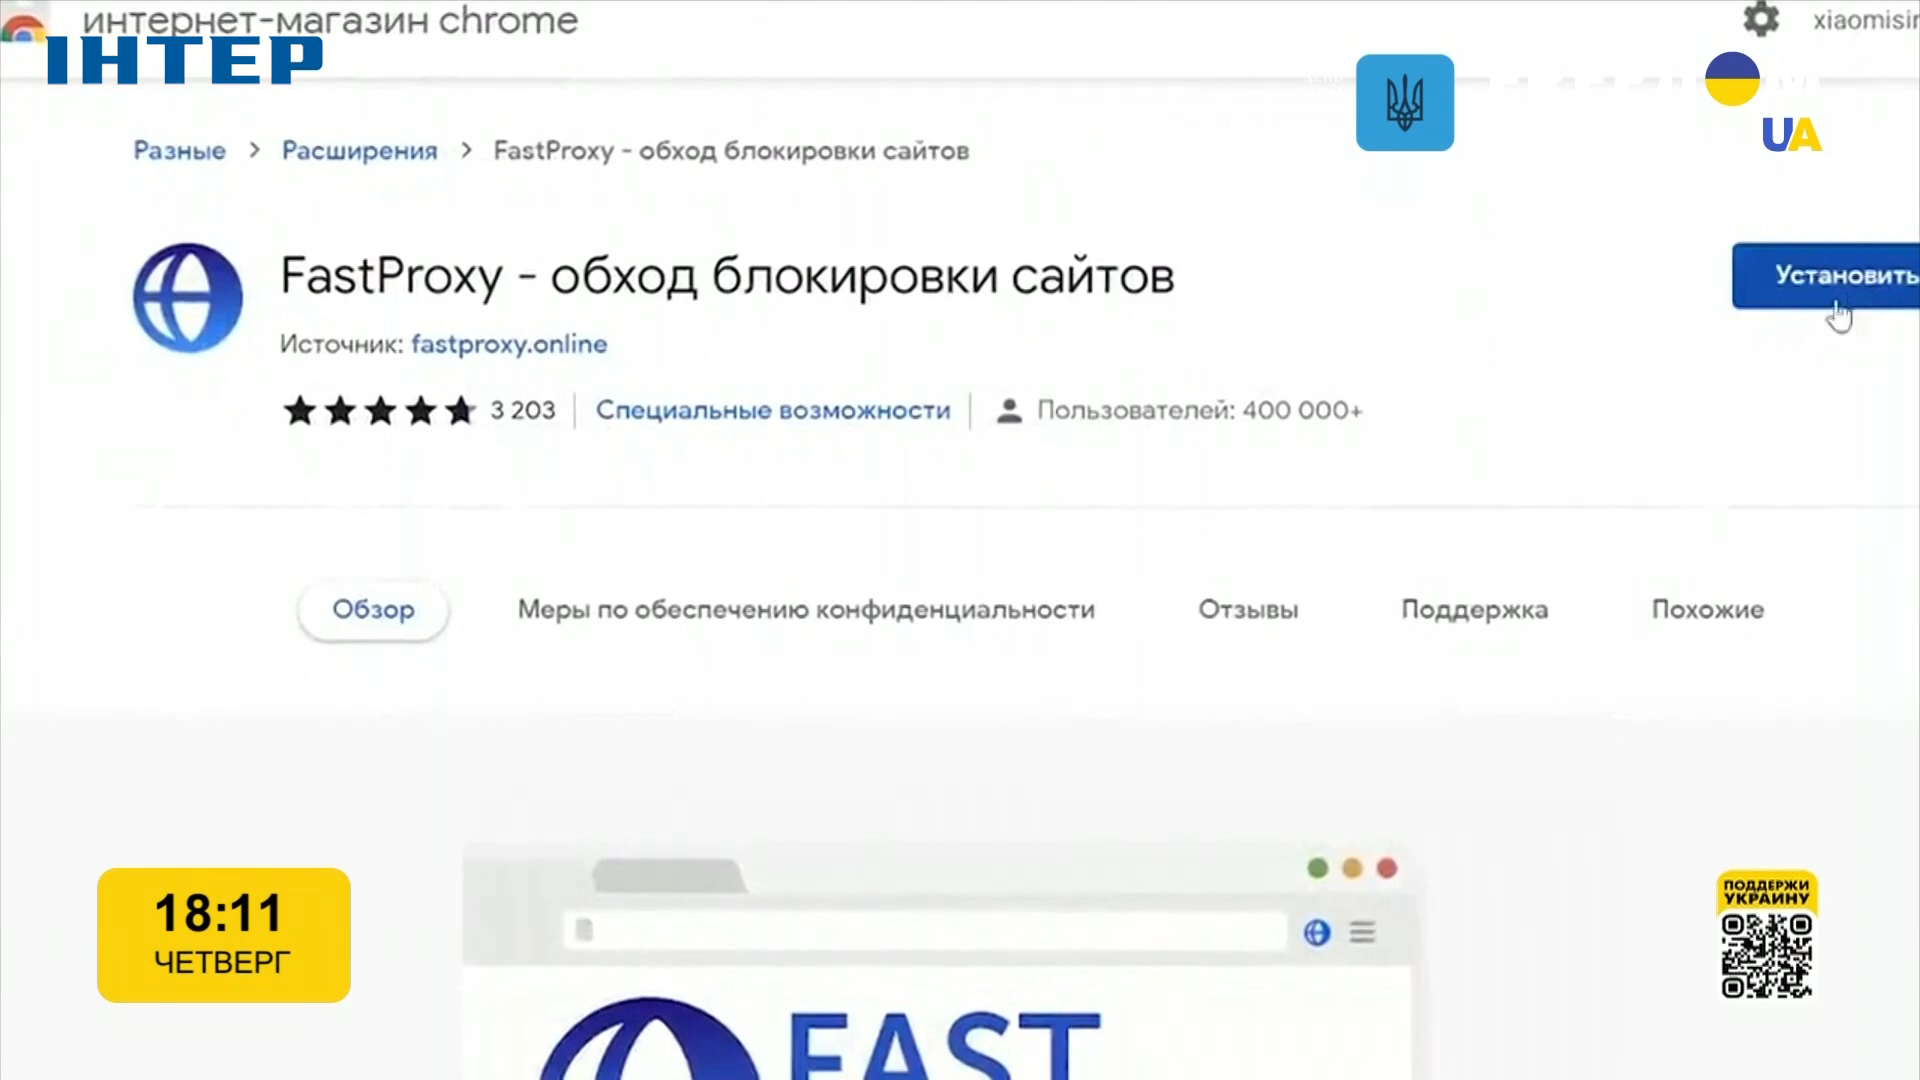 интернет-магазин chrome
xiaomisin
ІНТЕР
UA
Разные > Расширения > FastProxy - обход блокировки сайтов
FastProxy - обход блокировки сайтов
Установить
Источник: fastproxy.online
3 203
Специальные возможности
Пользователей: 400 000+
Обзор
Меры по обеспечению конфиденциальности
Отзывы
Поддержка
Похожие
18:11
ЧЕТВЕРГ
ПОДДЕРЖИ
УКРАИНУ
FAST